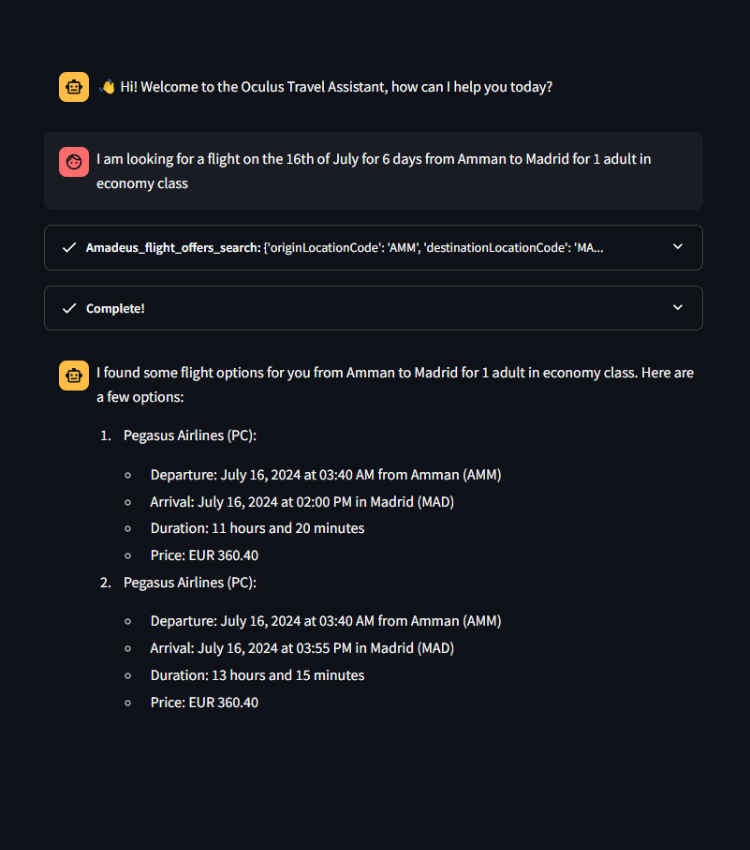 👋 Hi! Welcome to the Oculus Travel Assistant, how can I help you today?
I am looking for a flight on the 16th of July for 6 days from Amman to Madrid for 1 adult in
economy class
Amadeus_flight_offers_search: {'originLocationCode': 'AMM', 'destinationLocationCode': 'MA...
Complete!
I found some flight options for you from Amman to Madrid for 1 adult in economy class. Here are
a few options:
1. Pegasus Airlines (PC):
◦ Departure: July 16, 2024 at 03:40 AM from Amman (AMM)
◦ Arrival: July 16, 2024 at 02:00 PM in Madrid (MAD)
◦ Duration: 11 hours and 20 minutes
◦ Price: EUR 360.40
2. Pegasus Airlines (PC):
◦ Departure: July 16, 2024 at 03:40 AM from Amman (AMM)
◦ Arrival: July 16, 2024 at 03:55 PM in Madrid (MAD)
◦ Duration: 13 hours and 15 minutes
◦ Price: EUR 360.40